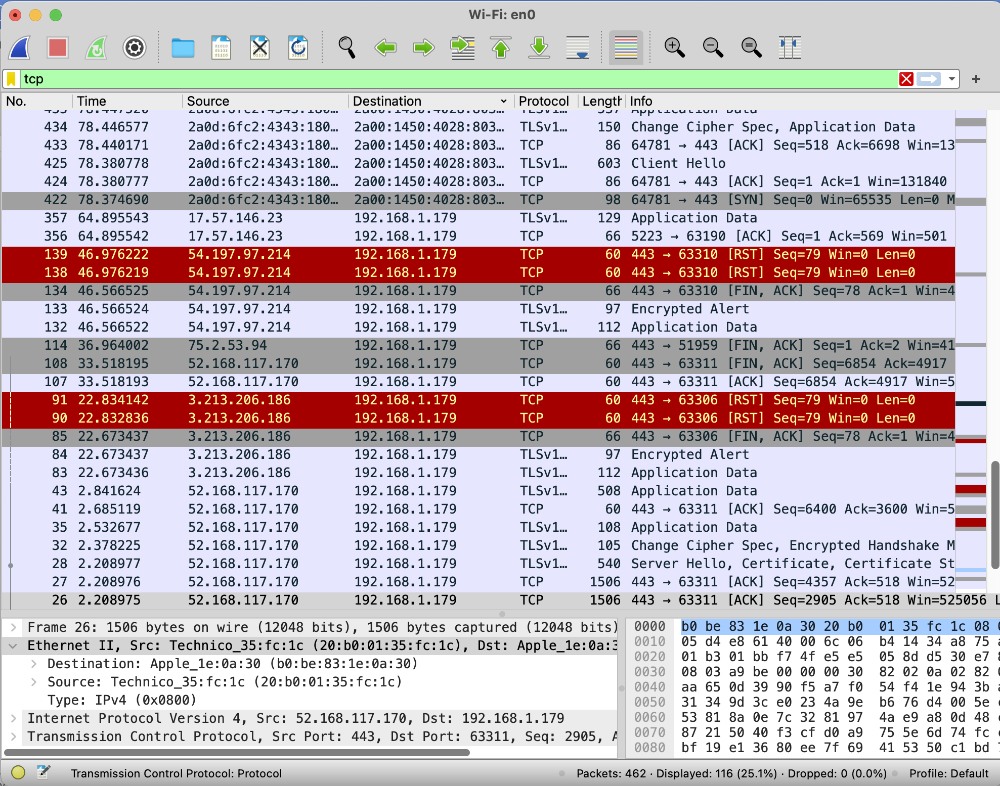 Wi-Fi: en0
tcp
No. Time Source Destination Protocol Length Info
434 78.446577 2a0d:6fc2:4343:180… 2a00:1450:4028:803… TLSv1… 150 Change Cipher Spec, Application Data
433 78.440171 2a0d:6fc2:4343:180… 2a00:1450:4028:803… TCP 86 64781 → 443 [ACK] Seq=518 Ack=6698 Win=13
425 78.380778 2a0d:6fc2:4343:180… 2a00:1450:4028:803… TLSv1… 603 Client Hello
424 78.380777 2a0d:6fc2:4343:180… 2a00:1450:4028:803… TCP 86 64781 → 443 [ACK] Seq=1 Ack=1 Win=131840
422 78.374690 2a0d:6fc2:4343:180… 2a00:1450:4028:803… TCP 98 64781 → 443 [SYN] Seq=0 Win=65535 Len=0 M
357 64.895543 17.57.146.23 192.168.1.179 TLSv1… 129 Application Data
356 64.895542 17.57.146.23 192.168.1.179 TCP 66 5223 → 63190 [ACK] Seq=1 Ack=569 Win=501
139 46.976222 54.197.97.214 192.168.1.179 TCP 60 443 → 63310 [RST] Seq=79 Win=0 Len=0
138 46.976219 54.197.97.214 192.168.1.179 TCP 60 443 → 63310 [RST] Seq=79 Win=0 Len=0
134 46.566525 54.197.97.214 192.168.1.179 TCP 66 443 → 63310 [FIN, ACK] Seq=78 Ack=1 Win=4
133 46.566524 54.197.97.214 192.168.1.179 TLSv1… 97 Encrypted Alert
132 46.566522 54.197.97.214 192.168.1.179 TLSv1… 112 Application Data
114 36.964002 75.2.53.94 192.168.1.179 TCP 66 443 → 51959 [FIN, ACK] Seq=1 Ack=2 Win=41
108 33.518195 52.168.117.170 192.168.1.179 TCP 60 443 → 63311 [FIN, ACK] Seq=6854 Ack=4917
107 33.518193 52.168.117.170 192.168.1.179 TCP 60 443 → 63311 [ACK] Seq=6854 Ack=4917 Win=5
91 22.834142 3.213.206.186 192.168.1.179 TCP 60 443 → 63306 [RST] Seq=79 Win=0 Len=0
90 22.832836 3.213.206.186 192.168.1.179 TCP 60 443 → 63306 [RST] Seq=79 Win=0 Len=0
85 22.673437 3.213.206.186 192.168.1.179 TCP 66 443 → 63306 [FIN, ACK] Seq=78 Ack=1 Win=4
84 22.673437 3.213.206.186 192.168.1.179 TLSv1… 97 Encrypted Alert
83 22.673436 3.213.206.186 192.168.1.179 TLSv1… 112 Application Data
43 2.841624 52.168.117.170 192.168.1.179 TLSv1… 508 Application Data
41 2.685119 52.168.117.170 192.168.1.179 TCP 60 443 → 63311 [ACK] Seq=6400 Ack=3600 Win=5
35 2.532677 52.168.117.170 192.168.1.179 TLSv1… 108 Application Data
32 2.378225 52.168.117.170 192.168.1.179 TLSv1… 105 Change Cipher Spec, Encrypted Handshake M
28 2.208977 52.168.117.170 192.168.1.179 TLSv1… 540 Server Hello, Certificate, Certificate St
27 2.208976 52.168.117.170 192.168.1.179 TCP 1506 443 → 63311 [ACK] Seq=4357 Ack=518 Win=52
26 2.208975 52.168.117.170 192.168.1.179 TCP 1506 443 → 63311 [ACK] Seq=2905 Ack=518 Win=525056 L
Frame 26: 1506 bytes on wire (12048 bits), 1506 bytes captured (12048 bits)
Ethernet II, Src: Technico_35:fc:1c (20:b0:01:35:fc:1c), Dst: Apple_1e:0a:3
Destination: Apple_1e:0a:30 (b0:be:83:1e:0a:30)
Source: Technico_35:fc:1c (20:b0:01:35:fc:1c)
Type: IPv4 (0x0800)
Internet Protocol Version 4, Src: 52.168.117.170, Dst: 192.168.1.179
Transmission Control Protocol, Src Port: 443, Dst Port: 63311, Seq: 2905, A
0000 b0 be 83 1e 0a 30 20 b0 01 35 fc 1c 08
0010 05 d4 e8 61 40 00 6c 06 b4 14 34 a8 75
0020 01 b3 01 bb f7 4f e5 e5 05 8d d5 30 e7
0030 08 03 a9 be 00 00 00 30 82 02 0a 02 82
0040 aa 65 0d 39 90 f5 a7 f0 54 f4 1e 94 3b
0050 31 34 9d 3c e0 23 4a 9e b6 76 d4 00 5e
0060 53 81 8a 0e 7c 32 81 97 4a e9 a8 0d 48
0070 87 21 50 40 f3 cf d0 a9 75 5e 6d 74 fc
0080 bf 19 e1 36 80 ee 7f 69 41 53 50 c1 bd
Transmission Control Protocol: Protocol
Packets: 462 · Displayed: 116 (25.1%) · Dropped: 0 (0.0%)
Profile: Default